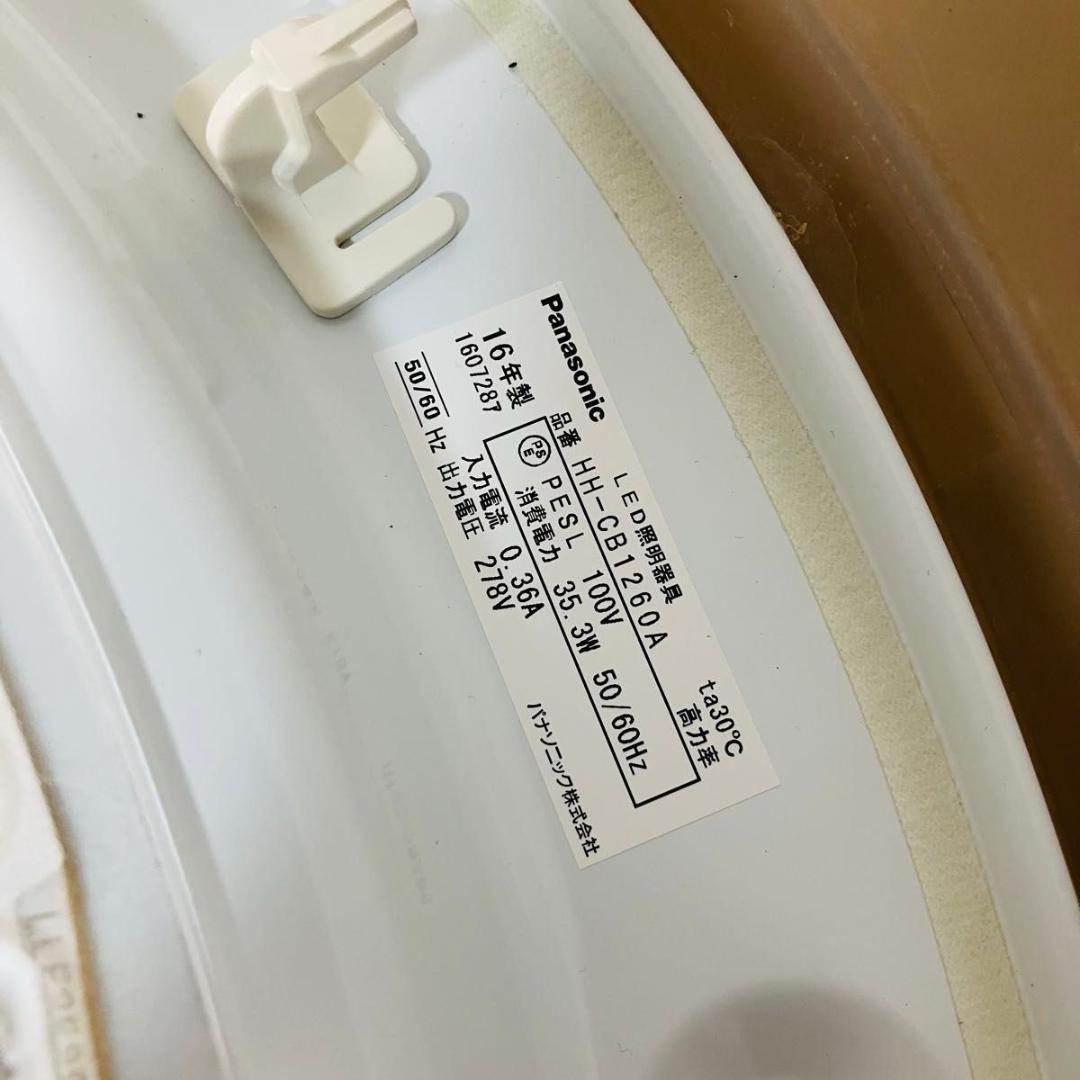 Panasonic
LED照明器具
ta30℃
品番 HH-CB1260A
高力率
PSE PESL 100V
消費電力 35.3W 50/60Hz
16年製
1607287
入力電流 0.36A
50/60 Hz 出力電圧 278V
パナソニック株式会社